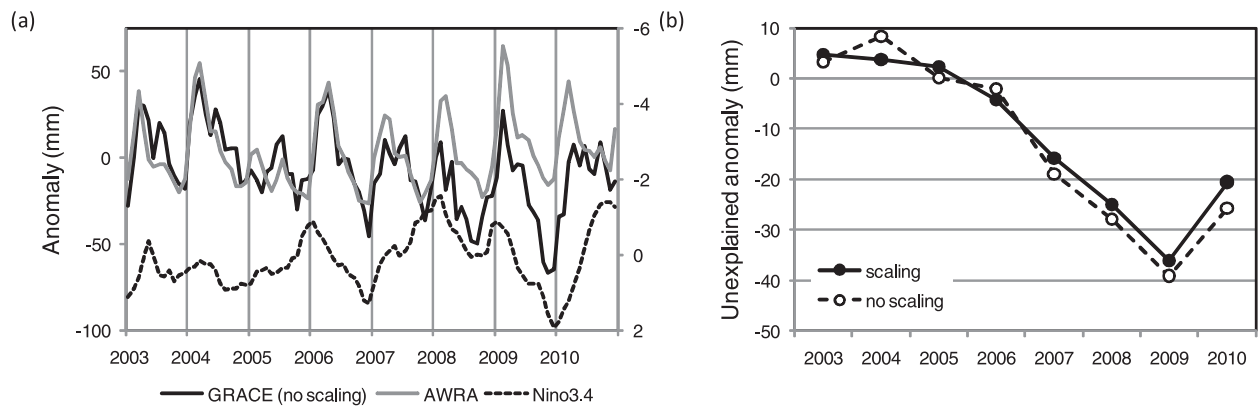 (a)
Anomaly (mm)
50
0
-50
-100
-6
-4
-2
0
2
2003 2004 2005 2006 2007 2008 2009 2010
GRACE (no scaling) AWRA Nino3.4
(b)
Unexplained anomaly (mm)
10
0
-10
-20
-30
-40
-50
scaling
no scaling
2003 2004 2005 2006 2007 2008 2009 2010